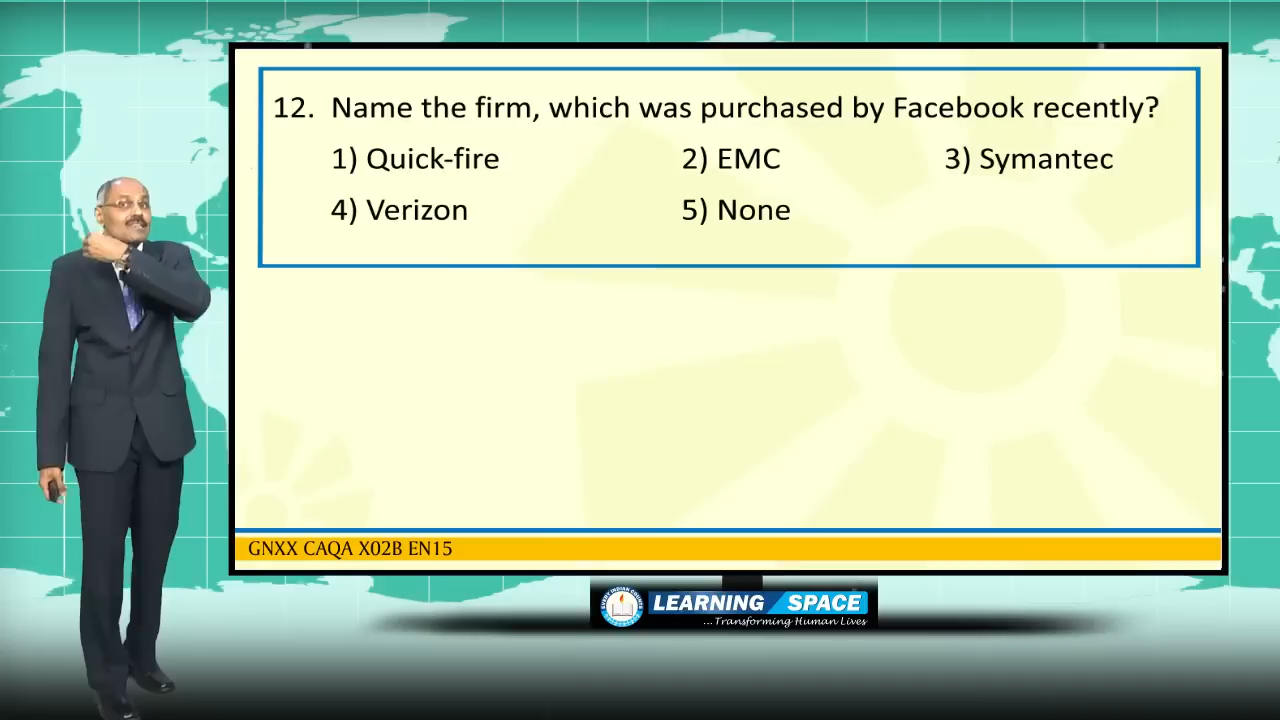 12. Name the firm, which was purchased by Facebook recently?
1) Quick-fire 2) EMC 3) Symantec
4) Verizon 5) None
GNXX CAQA X02B EN15
LEARNING SPACE
...Transforming Human Lives